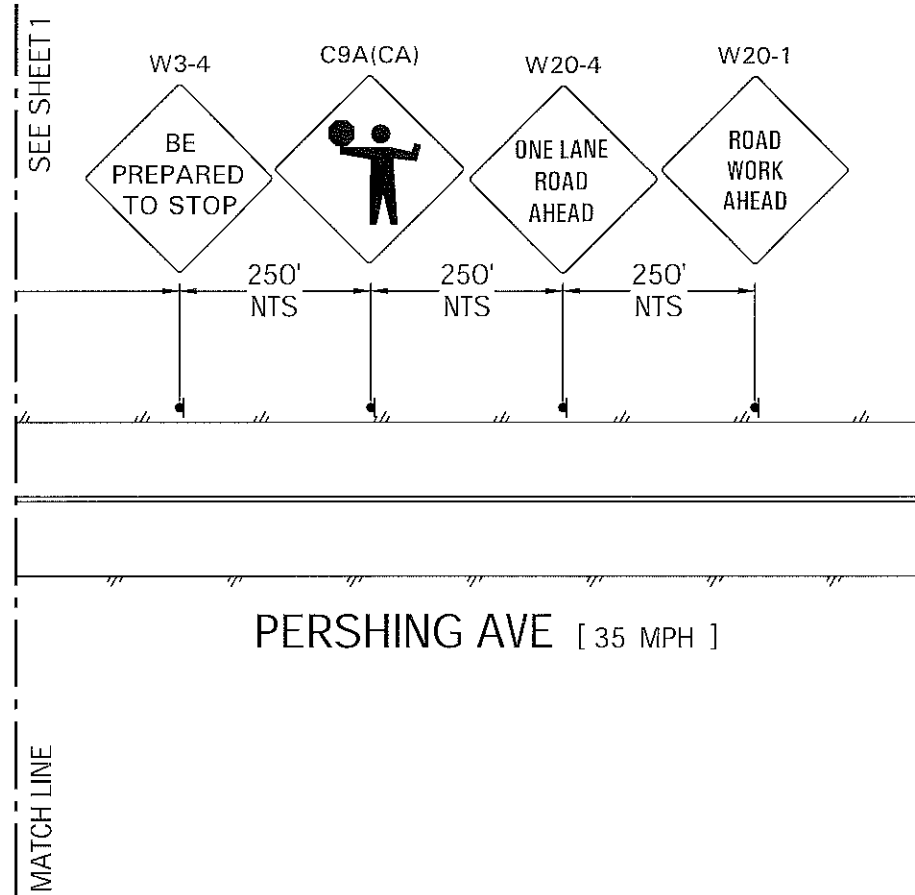 SEE SHEET 1
W3-4
BE
PREPARED
TO STOP
C9A(CA)
W20-4
ONE LANE
ROAD
AHEAD
W20-1
ROAD
WORK
AHEAD
250'
NTS
250'
NTS
250'
NTS
PERSHING AVE [ 35 MPH ]
MATCH LINE